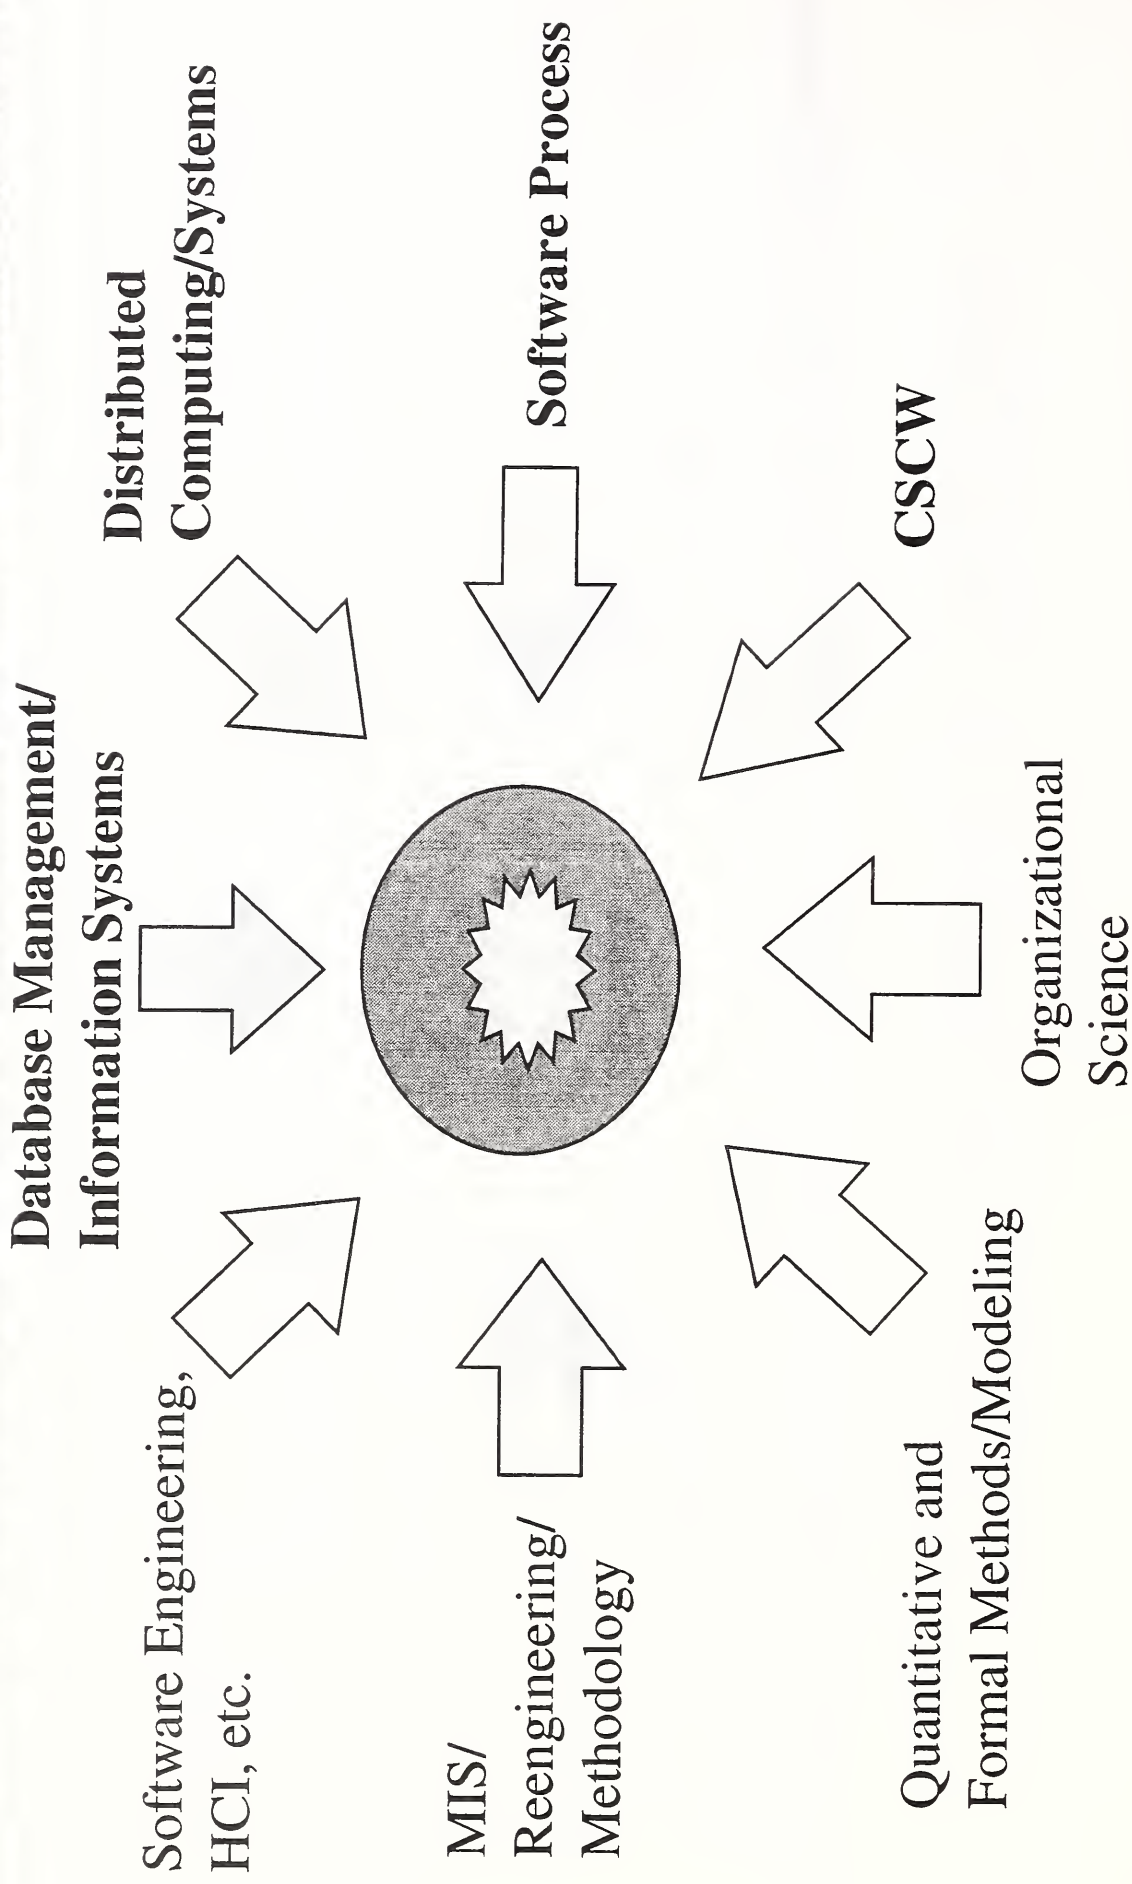 Database Management/
Information Systems
Software Engineering,
HCI, etc.
Distributed
Computing/Systems
MIS/
Reengineering/
Methodology
Software Process
Quantitative and
Formal Methods/Modeling
CSCW
Organizational
Science